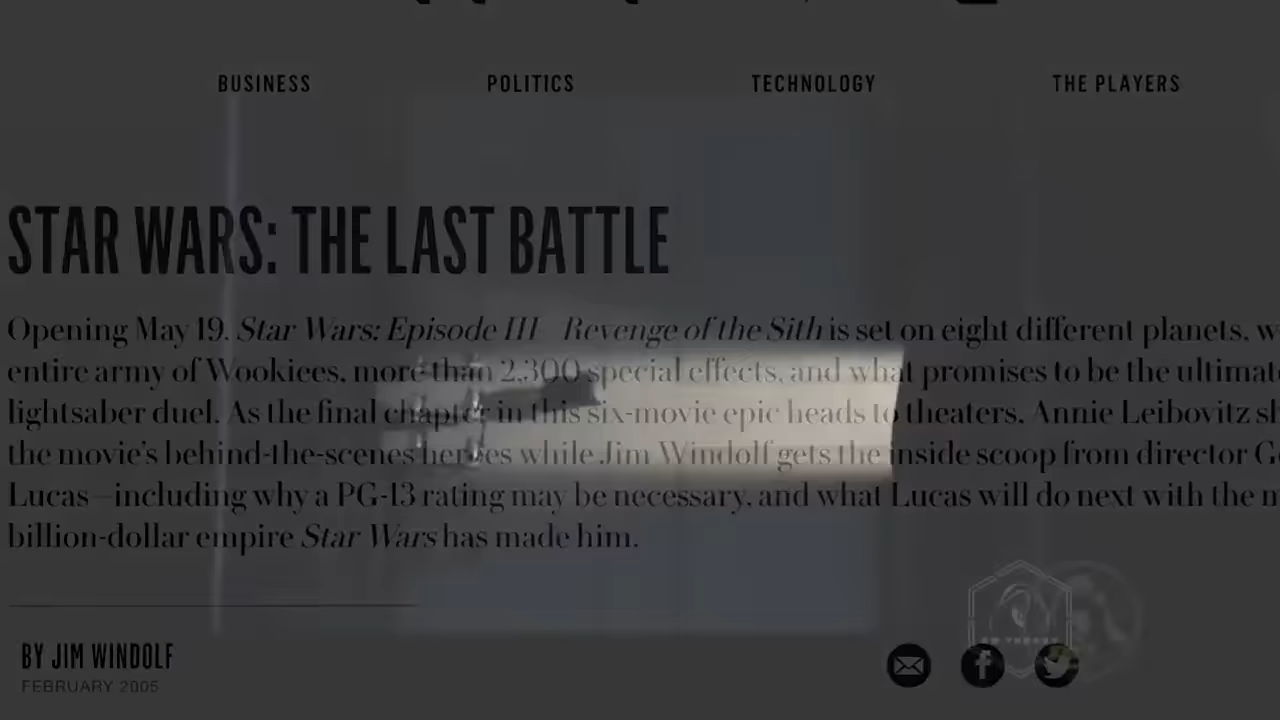 BUSINESS POLITICS TECHNOLOGY THE PLAYERS
STAR WARS: THE LAST BATTLE
Opening May 19, Star Wars: Episode III Revenge of the Sith is set on eight different planets, w
entire army of Wookiees, more than 2,300 special effects, and what promises to be the ultimat
lightsaber duel. As the final chapter in this six-movie epic heads to theaters, Annie Leibovitz sl
the movie's behind-the-scenes heroes while Jim Windolf gets the inside scoop from director G
Lucas—including why a PG-13 rating may be necessary, and what Lucas will do next with the m
billion-dollar empire Star Wars has made him.
BY JIM WINDOLF
FEBRUARY 2005